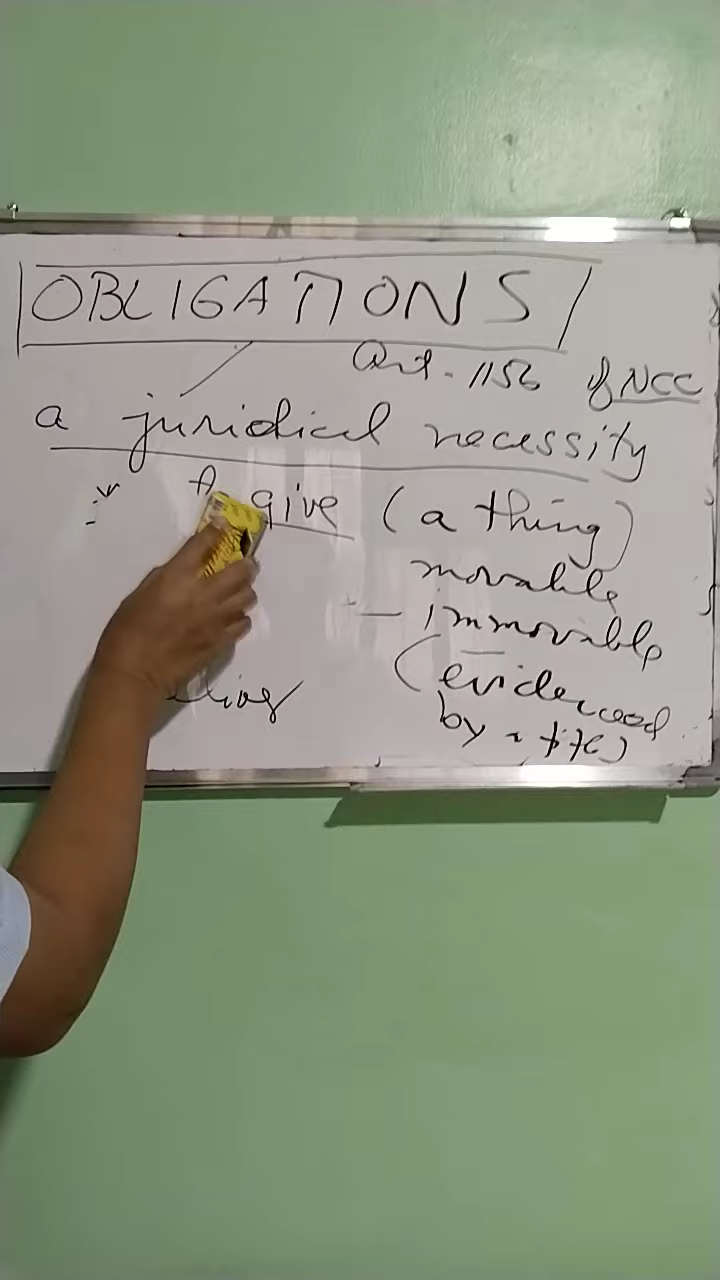 OBLIGATIONS
Art. 1156 of NCC
a juridical necessity
give (a thing)
movable
- immovable
(evidenced
by a title)